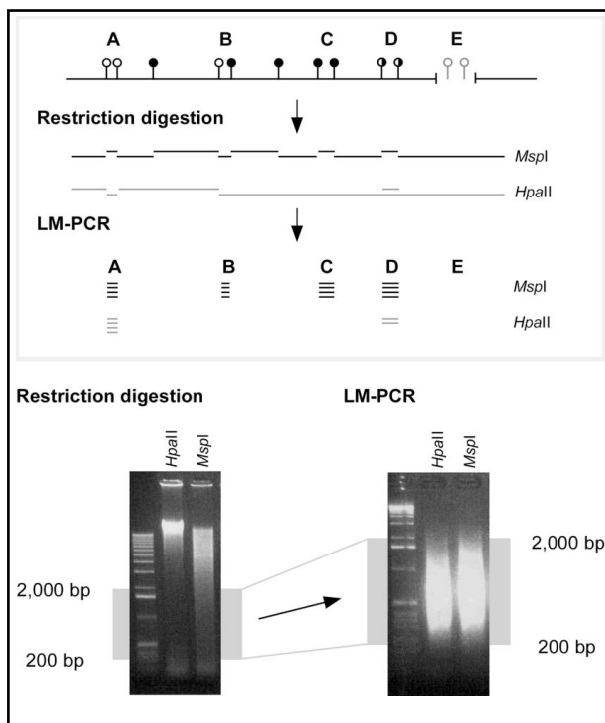 A B C D E
Restriction digestion
MspI
HpaII
LM-PCR
A B C D E
MspI
HpaII
Restriction digestion LM-PCR
HpaII MspI HpaII MspI
2,000 bp
200 bp
2,000 bp
200 bp